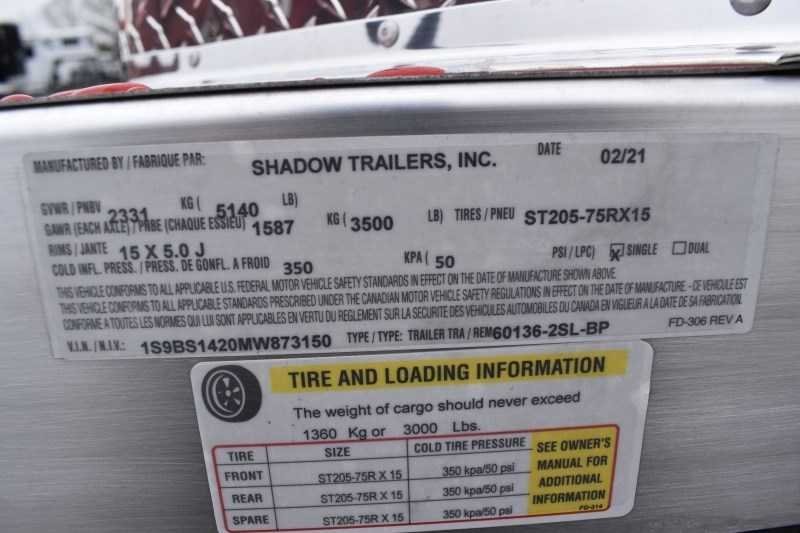 MANUFACTURED BY / FABRIQUE PAR: SHADOW TRAILERS, INC. DATE 02/21
GVWR / PNBV 2331 KG ( 5140 LB)
GAWR (EACH AXLE) / PNBE (CHAQUE ESSIEU) 1587 KG ( 3500 LB) TIRES / PNEU ST205-75RX15
RIMS / JANTE 15 X 5.0 J
COLD INFL. PRESS. / PRESS. DE GONFL. A FROID 350 KPA ( 50 PSI / LPC) X SINGLE DUAL
THIS VEHICLE CONFORMS TO ALL APPLICABLE U.S. FEDERAL MOTOR VEHICLE SAFETY STANDARDS IN EFFECT ON THE DATE OF MANUFACTURE SHOWN ABOVE.
THIS VEHICLE CONFORMS TO ALL APPLICABLE STANDARDS PRESCRIBED UNDER THE CANADIAN MOTOR VEHICLE SAFETY REGULATIONS IN EFFECT ON THE DATE OF MANUFACTURE - CE VÉHICULE EST
CONFORME A TOUTES LES NORMES QUI LUI SONT APPLICABLES EN VERTU DU REGLEMENT SUR LA SECURITE DES VEHICULES AUTOMOBILES DU CANADA EN VIGUEUR A LA DATE DE SA FABRICATION.
V.I.N. / N.I.V.: 1S9BS1420MW873150 TYPE / TYPE: TRAILER TRA / REM 60136-2SL-BP FD-306 REV A
TIRE AND LOADING INFORMATION
The weight of cargo should never exceed
1360 Kg or 3000 Lbs.
TIRE SIZE COLD TIRE PRESSURE
FRONT ST205-75R X 15 350 kpa/50 psi
REAR ST205-75R X 15 350 kpa/50 psi
SPARE ST205-75R X 15 350 kpa/50 psi
SEE OWNER'S
MANUAL FOR
ADDITIONAL
INFORMATION
FD-314